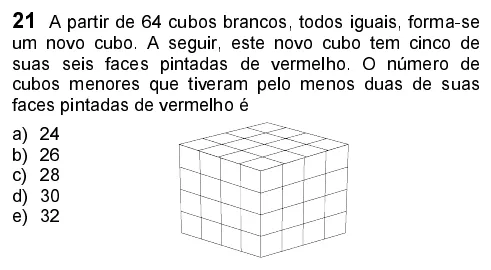 21 A partir de 64 cubos brancos, todos iguais, forma-se
um novo cubo. A seguir, este novo cubo tem cinco de
suas seis faces pintadas de vermelho. O número de
cubos menores que tiveram pelo menos duas de suas
faces pintadas de vermelho é
a) 24
b) 26
c) 28
d) 30
e) 32